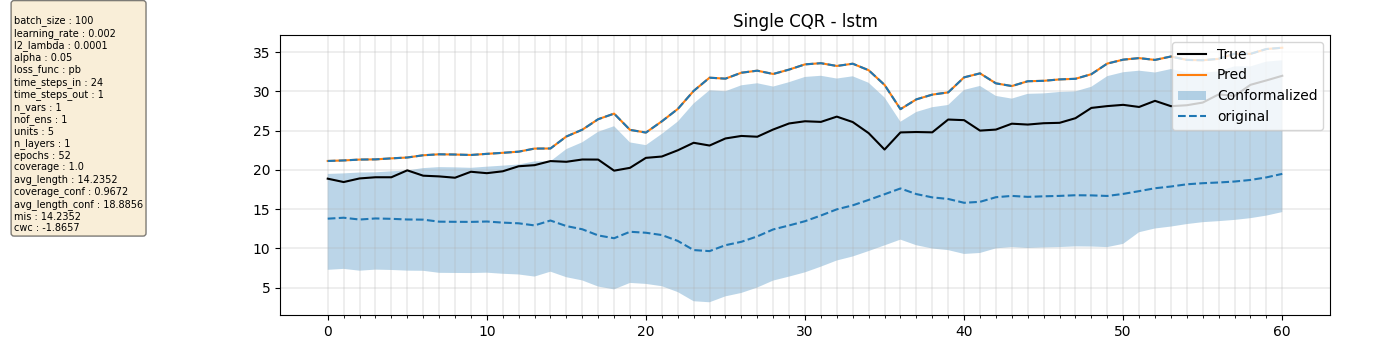 batch_size : 100
learning_rate : 0.002
l2_lambda : 0.0001
alpha : 0.05
loss_func : pb
time_steps_in : 24
time_steps_out : 1
n_vars : 1
nof_ens : 1
units : 5
n_layers : 1
epochs : 52
coverage : 1.0
avg_length : 14.2352
coverage_conf : 0.9672
avg_length_conf : 18.8856
mis : 14.2352
cwc : -1.8657
Single CQR - lstm
35
30
25
20
15
10
5
0 10 20 30 40 50 60
True
Pred
Conformalized
original